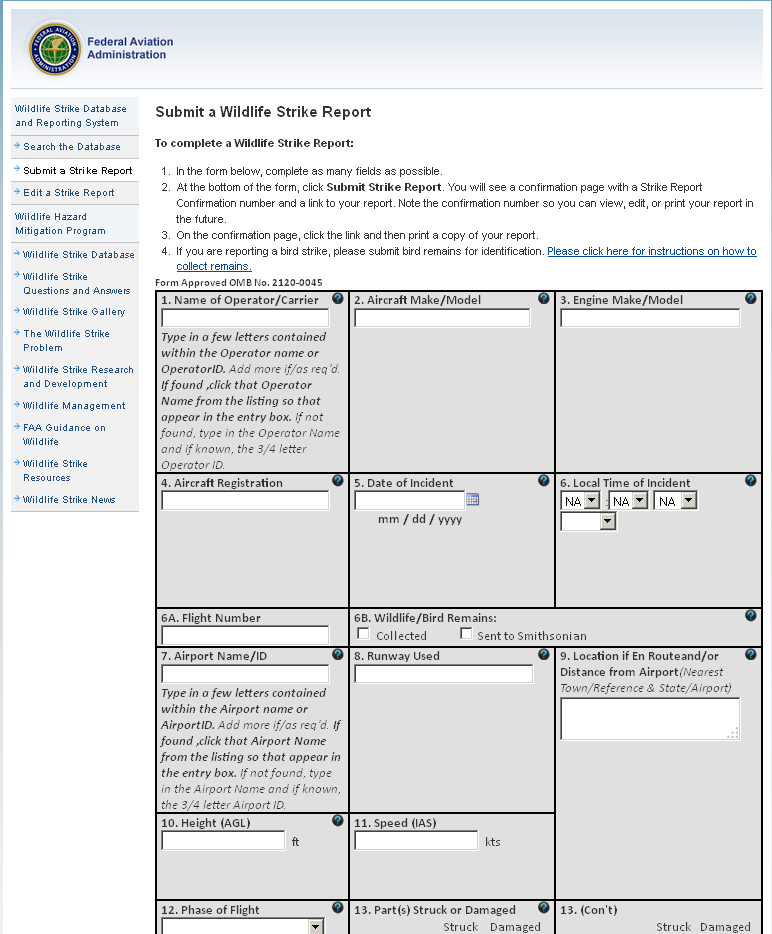 Federal Aviation
Administration
Wildlife Strike Database
and Reporting System
Search the Database
Submit a Strike Report
Edit a Strike Report
Wildlife Hazard
Mitigation Program
Wildlife Strike Database
Wildlife Strike
Questions and Answers
Wildlife Strike Gallery
The Wildlife Strike
Problem
Wildlife Strike Research
and Development
Wildlife Management
FAA Guidance on
Wildlife
Wildlife Strike
Resources
Wildlife Strike News
Submit a Wildlife Strike Report
To complete a Wildlife Strike Report:
1. In the form below, complete as many fields as possible.
2. At the bottom of the form, click Submit Strike Report. You will see a confirmation page with a Strike Report
Confirmation number and a link to your report. Note the confirmation number so you can view, edit, or print your report in
the future.
3. On the confirmation page, click the link and then print a copy of your report.
4. If you are reporting a bird strike, please submit bird remains for identification. Please click here for instructions on how to
collect remains.
Form Approved OMB No. 2120-0045
1. Name of Operator/Carrier
Type in a few letters contained
within the Operator name or
OperatorID. Add more if/as req'd.
If found ,click that Operator
Name from the listing so that
appear in the entry box. If not
found, type in the Operator Name
and if known, the 3/4 letter
Operator ID.
2. Aircraft Make/Model
3. Engine Make/Model
4. Aircraft Registration
5. Date of Incident
mm / dd / yyyy
6. Local Time of Incident
NA : NA NA
6A. Flight Number
6B. Wildlife/Bird Remains:
Collected Sent to Smithsonian
7. Airport Name/ID
Type in a few letters contained
within the Airport name or
AirportID. Add more if/as req'd. If
found ,click that Airport Name
from the listing so that appear in
the entry box. If not found, type
in the Airport Name and if known,
the 3/4 letter Airport ID.
8. Runway Used
9. Location if En Routeand/or
Distance from Airport(Nearest
Town/Reference & State/Airport)
10. Height (AGL)
ft
11. Speed (IAS)
kts
12. Phase of Flight
13. Part(s) Struck or Damaged
Struck Damaged
13. (Con't)
Struck Damaged